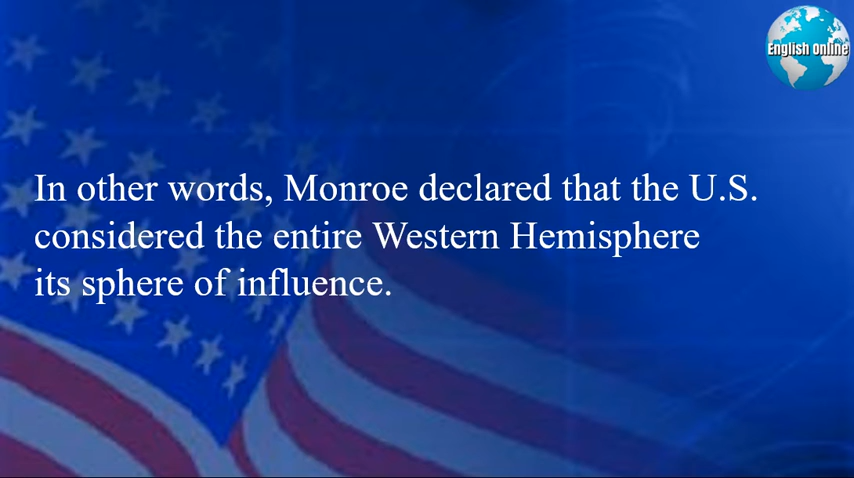 English Online
In other words, Monroe declared that the U.S.
considered the entire Western Hemisphere
its sphere of influence.